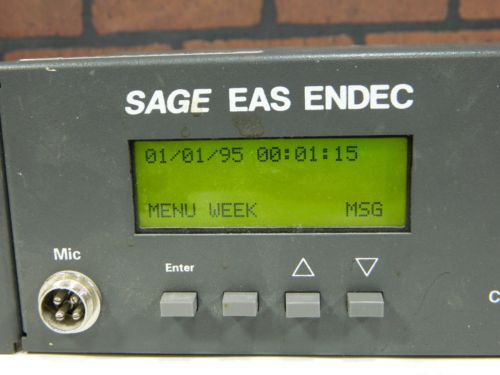 SAGE EAS ENDEC
01/01/95 00:01:15
MENU WEEK MSG
Mic
Enter
C